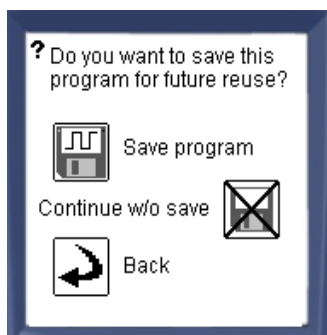 ? Do you want to save this
program for future reuse?
Save program
Continue w/o save
Back